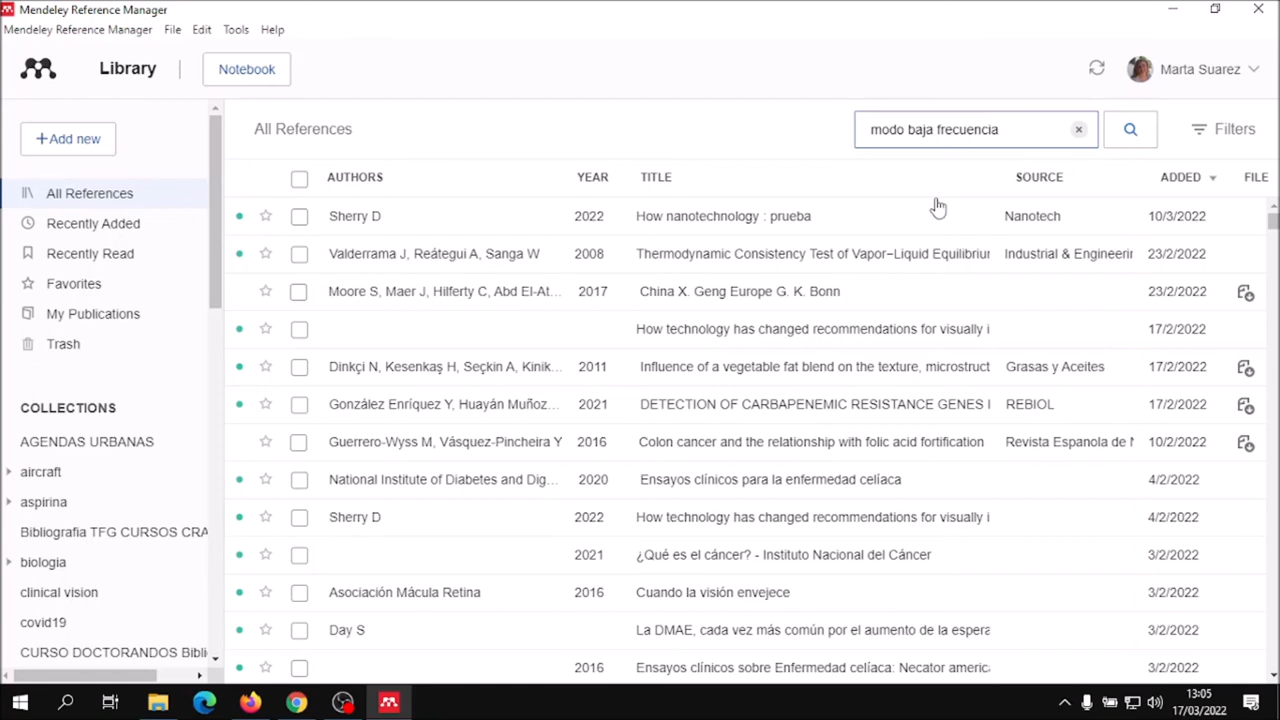 Mendeley Reference Manager
Mendeley Reference Manager File Edit Tools Help
Library Notebook Marta Suarez
+Add new
All References
Recently Added
Recently Read
Favorites
My Publications
Trash
COLLECTIONS
AGENDAS URBANAS
aircraft
aspirina
Bibliografia TFG CURSOS CRA
biologia
clinical vision
covid19
CURSO DOCTORANDOS Bibli
All References modo baja frecuencia Filters
AUTHORS YEAR TITLE SOURCE ADDED FILE
Sherry D 2022 How nanotechnology : prueba Nanotech 10/3/2022
Valderrama J, Reátegui A, Sanga W 2008 Thermodynamic Consistency Test of Vapor−Liquid Equilibriur Industrial & Engineerir 23/2/2022
Moore S, Maer J, Hilferty C, Abd El-At... 2017 China X. Geng Europe G. K. Bonn 23/2/2022
How technology has changed recommendations for visually i 17/2/2022
Dinkçi N, Kesenkaş H, Seçkin A, Kinik... 2011 Influence of a vegetable fat blend on the texture, microstruct Grasas y Aceites 17/2/2022
González Enríquez Y, Huayán Muñoz... 2021 DETECTION OF CARBAPENEMIC RESISTANCE GENES I REBIOL 17/2/2022
Guerrero-Wyss M, Vásquez-Pincheira Y 2016 Colon cancer and the relationship with folic acid fortification Revista Espanola de N 10/2/2022
National Institute of Diabetes and Dig... 2020 Ensayos clínicos para la enfermedad celíaca 4/2/2022
Sherry D 2022 How technology has changed recommendations for visually i 4/2/2022
2021 ¿Qué es el cáncer? - Instituto Nacional del Cáncer 3/2/2022
Asociación Mácula Retina 2016 Cuando la visión envejece 3/2/2022
Day S La DMAE, cada vez más común por el aumento de la espera 3/2/2022
2016 Ensayos clínicos sobre Enfermedad celíaca: Necator americ 3/2/2022
13:05
17/03/2022